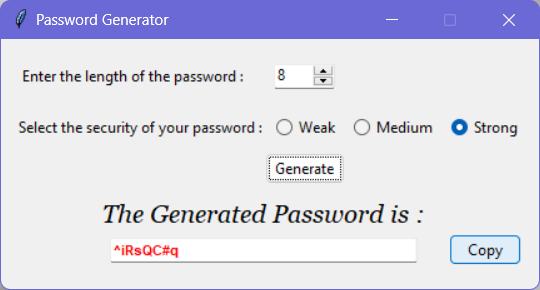 Password Generator
Enter the length of the password : 8
Select the security of your password : Weak Medium Strong
Generate
The Generated Password is :
^iRsQC#q Copy